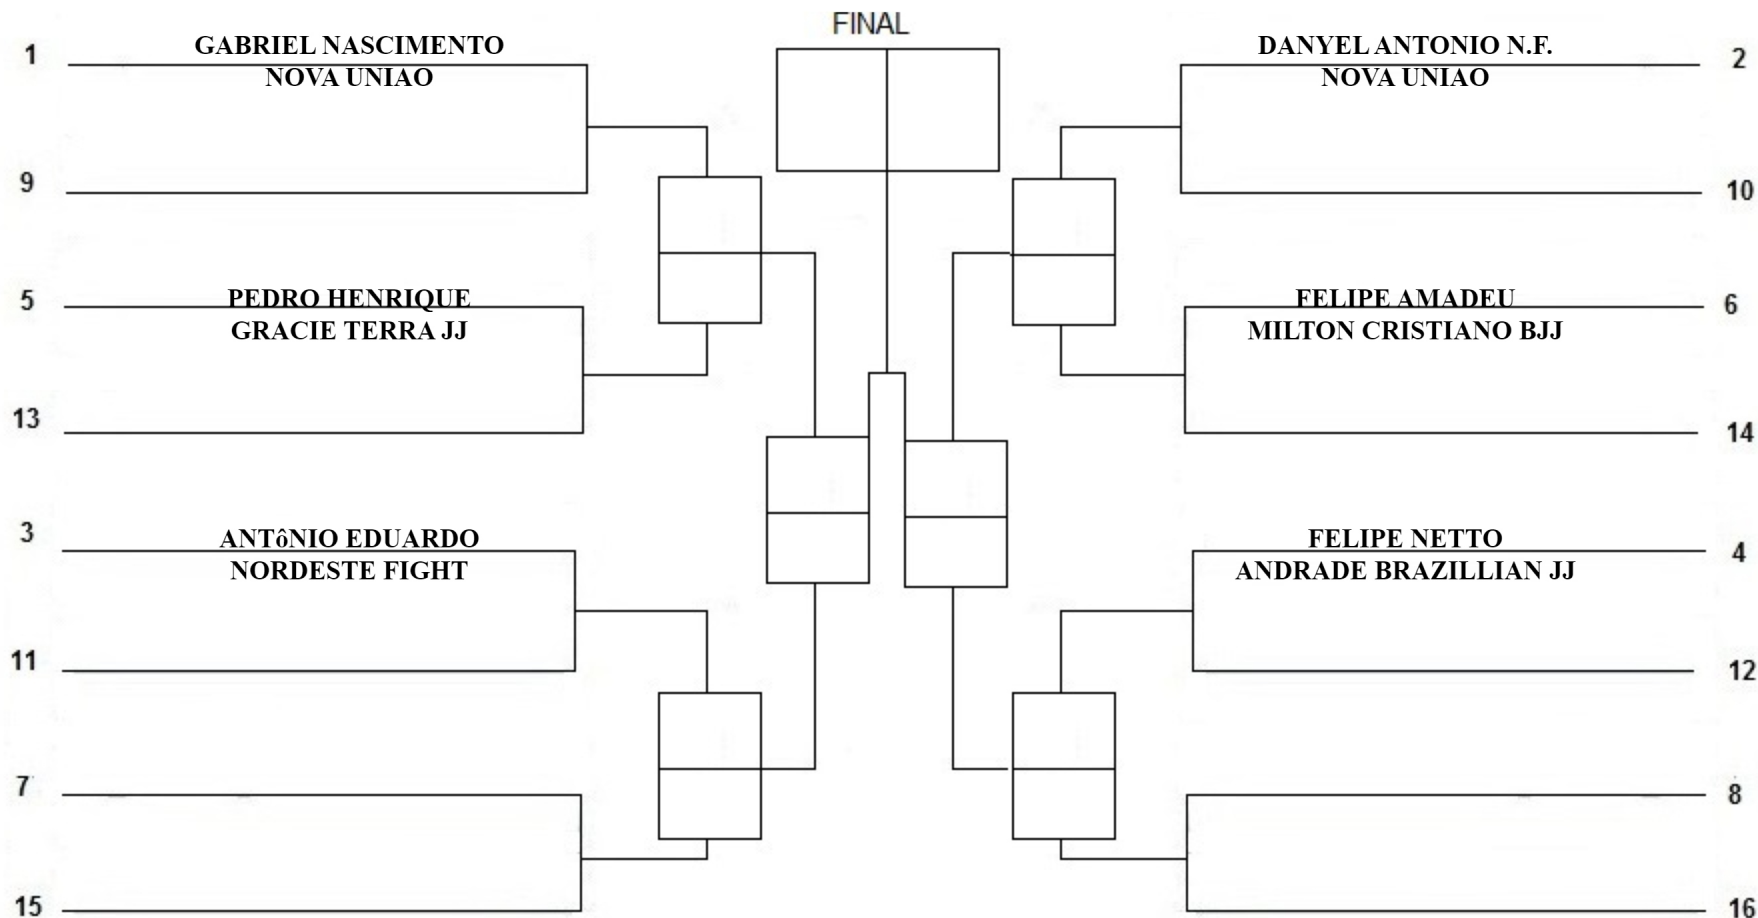 FINAL
1
GABRIEL NASCIMENTO
NOVA UNIAO
9
5
PEDRO HENRIQUE
GRACIE TERRA JJ
13
3
ANTôNIO EDUARDO
NORDESTE FIGHT
11
7
15
DANYEL ANTONIO N.F.
NOVA UNIAO
2
10
FELIPE AMADEU
MILTON CRISTIANO BJJ
6
14
FELIPE NETTO
ANDRADE BRAZILLIAN JJ
4
12
8
16